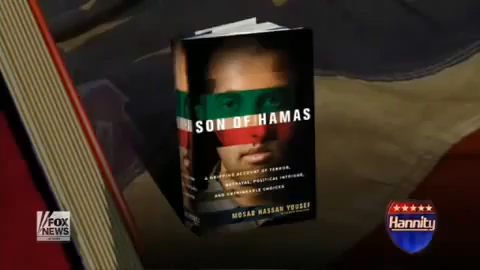 SON OF HAMAS
A GRIPPING ACCOUNT OF TERROR,
BETRAYAL, POLITICAL INTRIGUE,
AND UNTHINKABLE CHOICES
MOSAB HASSAN YOUSEF
FOX
NEWS
Hannity